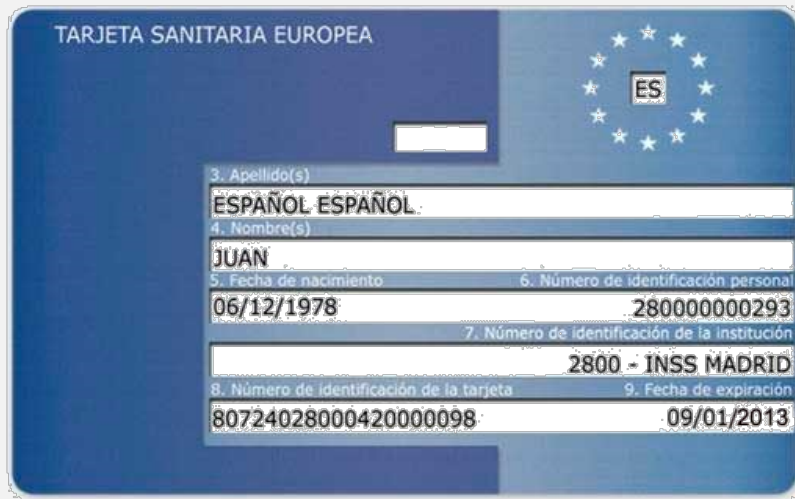 TARJETA SANITARIA EUROPEA
ES
3. Apellido(s)
ESPAÑOL ESPAÑOL
4. Nombre(s)
JUAN
5. Fecha de nacimiento 6. Número de identificación personal
06/12/1978 280000000293
7. Número de identificación de la institución
2800 - INSS MADRID
8. Número de identificación de la tarjeta 9. Fecha de expiración
80724028000420000098 09/01/2013